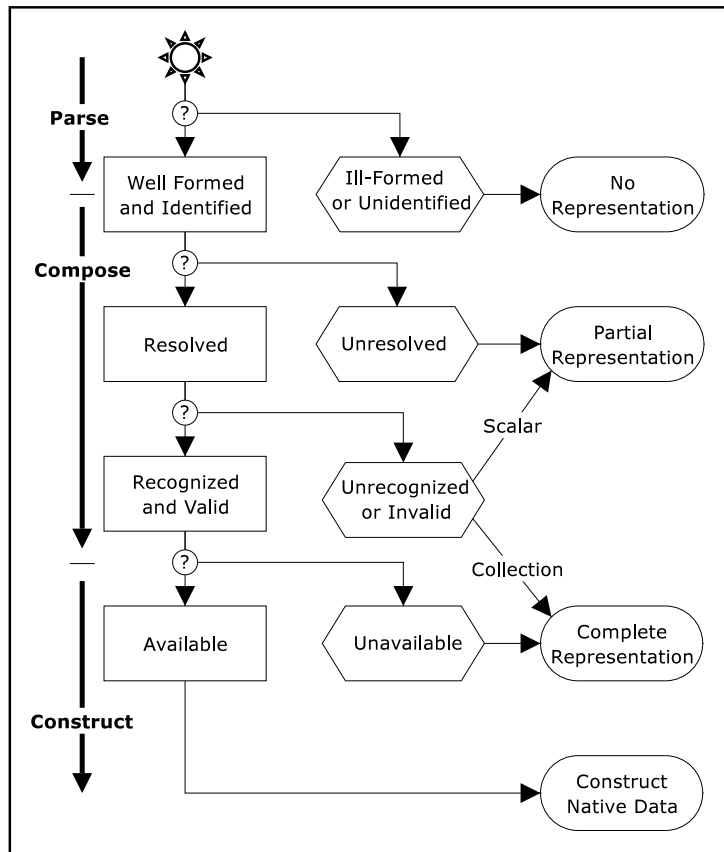 ?
Parse
Well Formed
and Identified
Ill-Formed
or Unidentified
No
Representation
?
Compose
Resolved
Unresolved
Partial
Representation
?
Scalar
Recognized
and Valid
Unrecognized
or Invalid
?
Collection
Available
Unavailable
Complete
Representation
Construct
Construct
Native Data